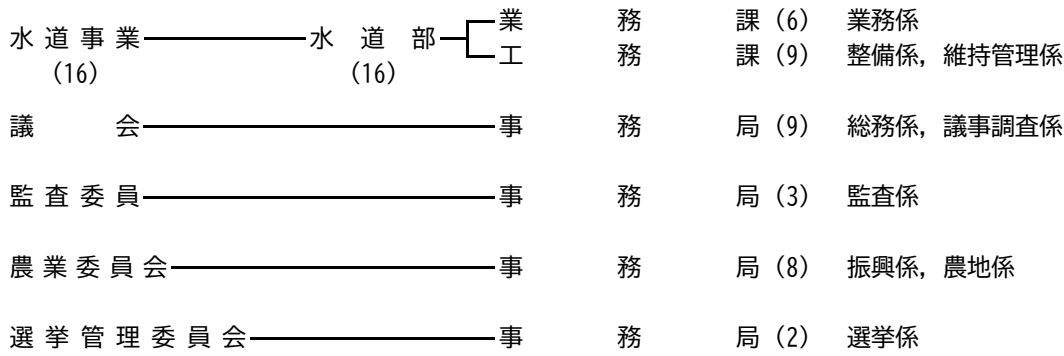 業務課(6) 業務係
水道事業 水道部
工務課(9) 整備係，維持管理係
(16) (16)
議会 事務局(9) 総務係，議事調査係
監査委員 事務局(3) 監査係
農業委員会 事務局(8) 振興係，農地係
選挙管理委員会 事務局(2) 選挙係